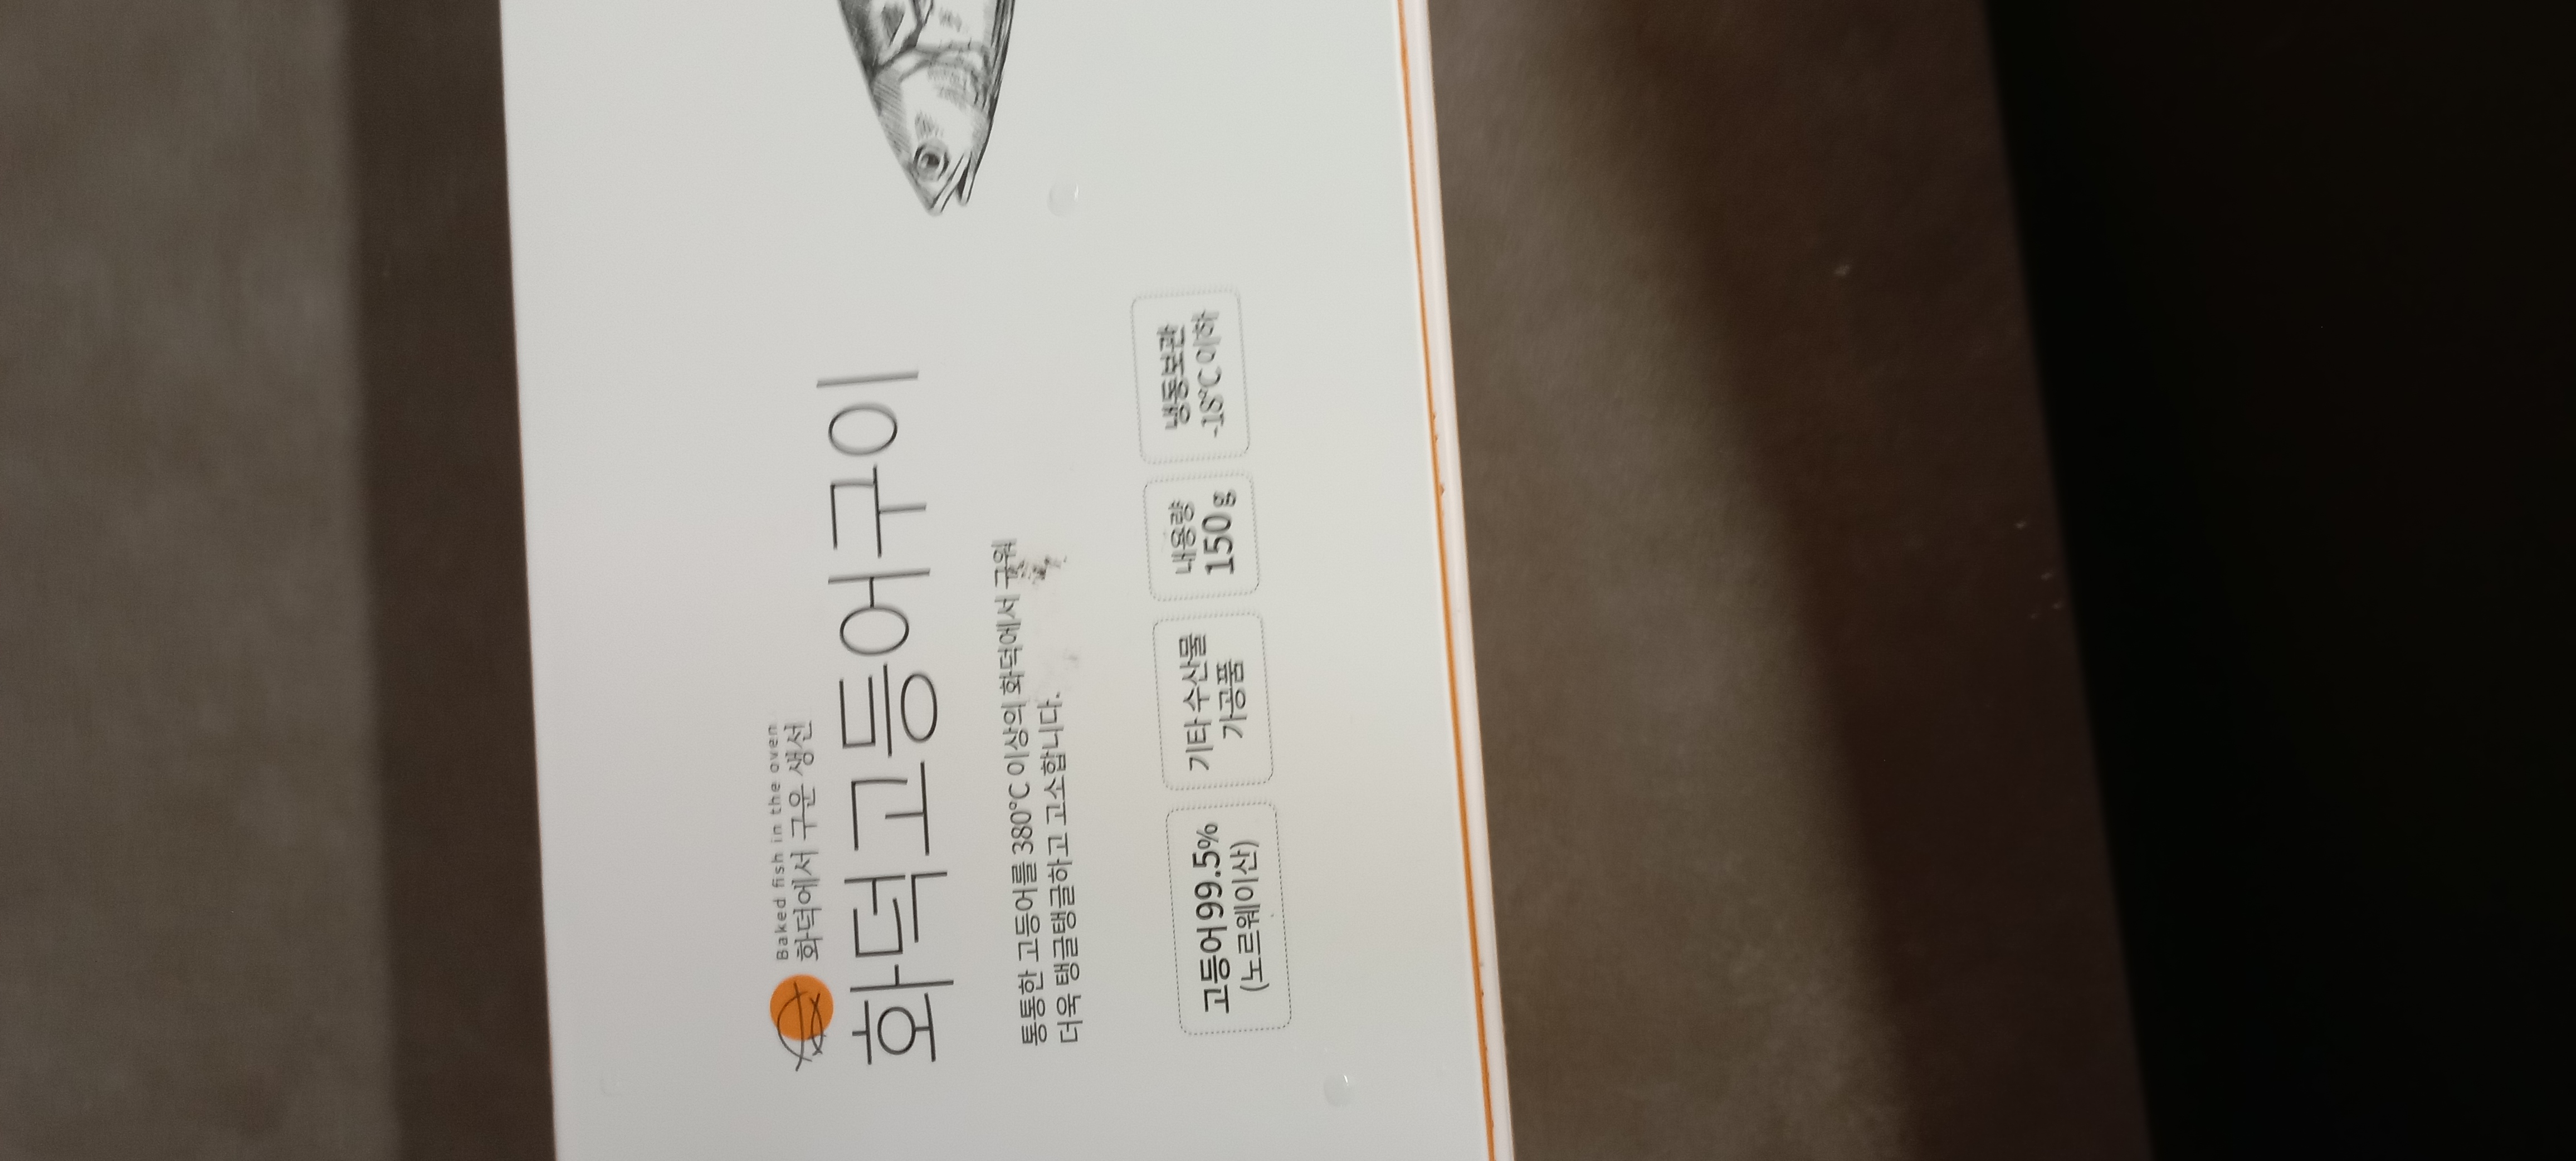 Baked fish in the oven
화덕에서 구운 생선
화덕고등어구이
통통한 고등어를 380℃ 이상의 화덕에서 구워
더욱 탱글탱글하고 고소합니다.
고등어 99.5%
(노르웨이산)
기타 수산물
가공품
내용량
150g
냉동보관
-18℃ 이하